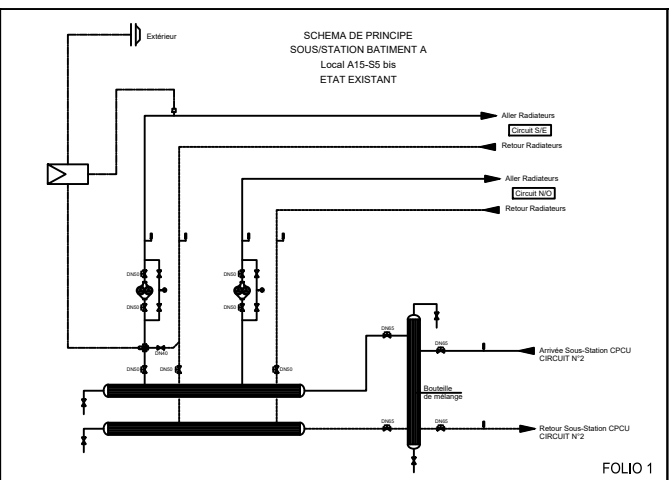 SCHEMA DE PRINCIPE
SOUS/STATION BATIMENT A
Local A15-S5 bis
ETAT EXISTANT
Extérieur
Aller Radiateurs
Circuit S/E
Retour Radiateurs
Aller Radiateurs
Circuit N/O
Retour Radiateurs
DN50
DN50
DN50
DN50
DN40
DN50
DN50
DN50
DN65
DN65
Arrivée Sous-Station CPCU
CIRCUIT N°2
Bouteille
de mélange
DN65
DN65
Retour Sous-Station CPCU
CIRCUIT N°2
FOLIO 1